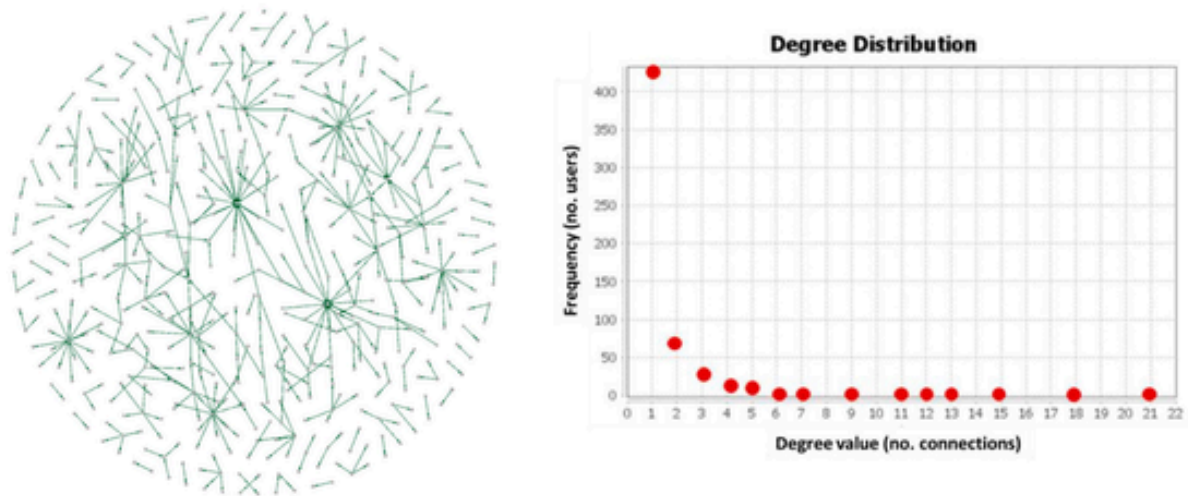 Degree Distribution
Frequency (no. users)
400
350
300
250
200
150
100
50
0
0 1 2 3 4 5 6 7 8 9 10 11 12 13 14 15 16 17 18 19 20 21 22
Degree value (no. connections)